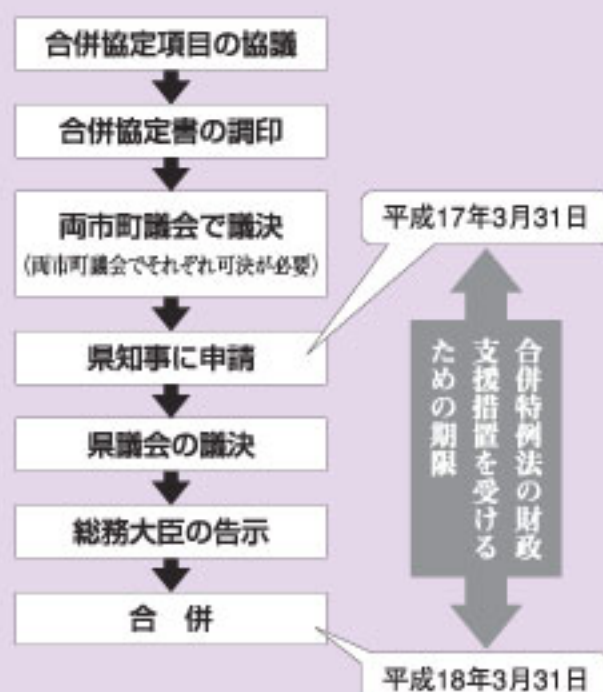 合併協定項目の協議
合併協定書の調印
両市町議会で議決
(両市町議会でそれぞれ可決が必要)
県知事に申請
県議会の議決
総務大臣の告示
合 併
平成17年3月31日
合併特例法の財政
支援措置を受ける
ための期限
平成18年3月31日